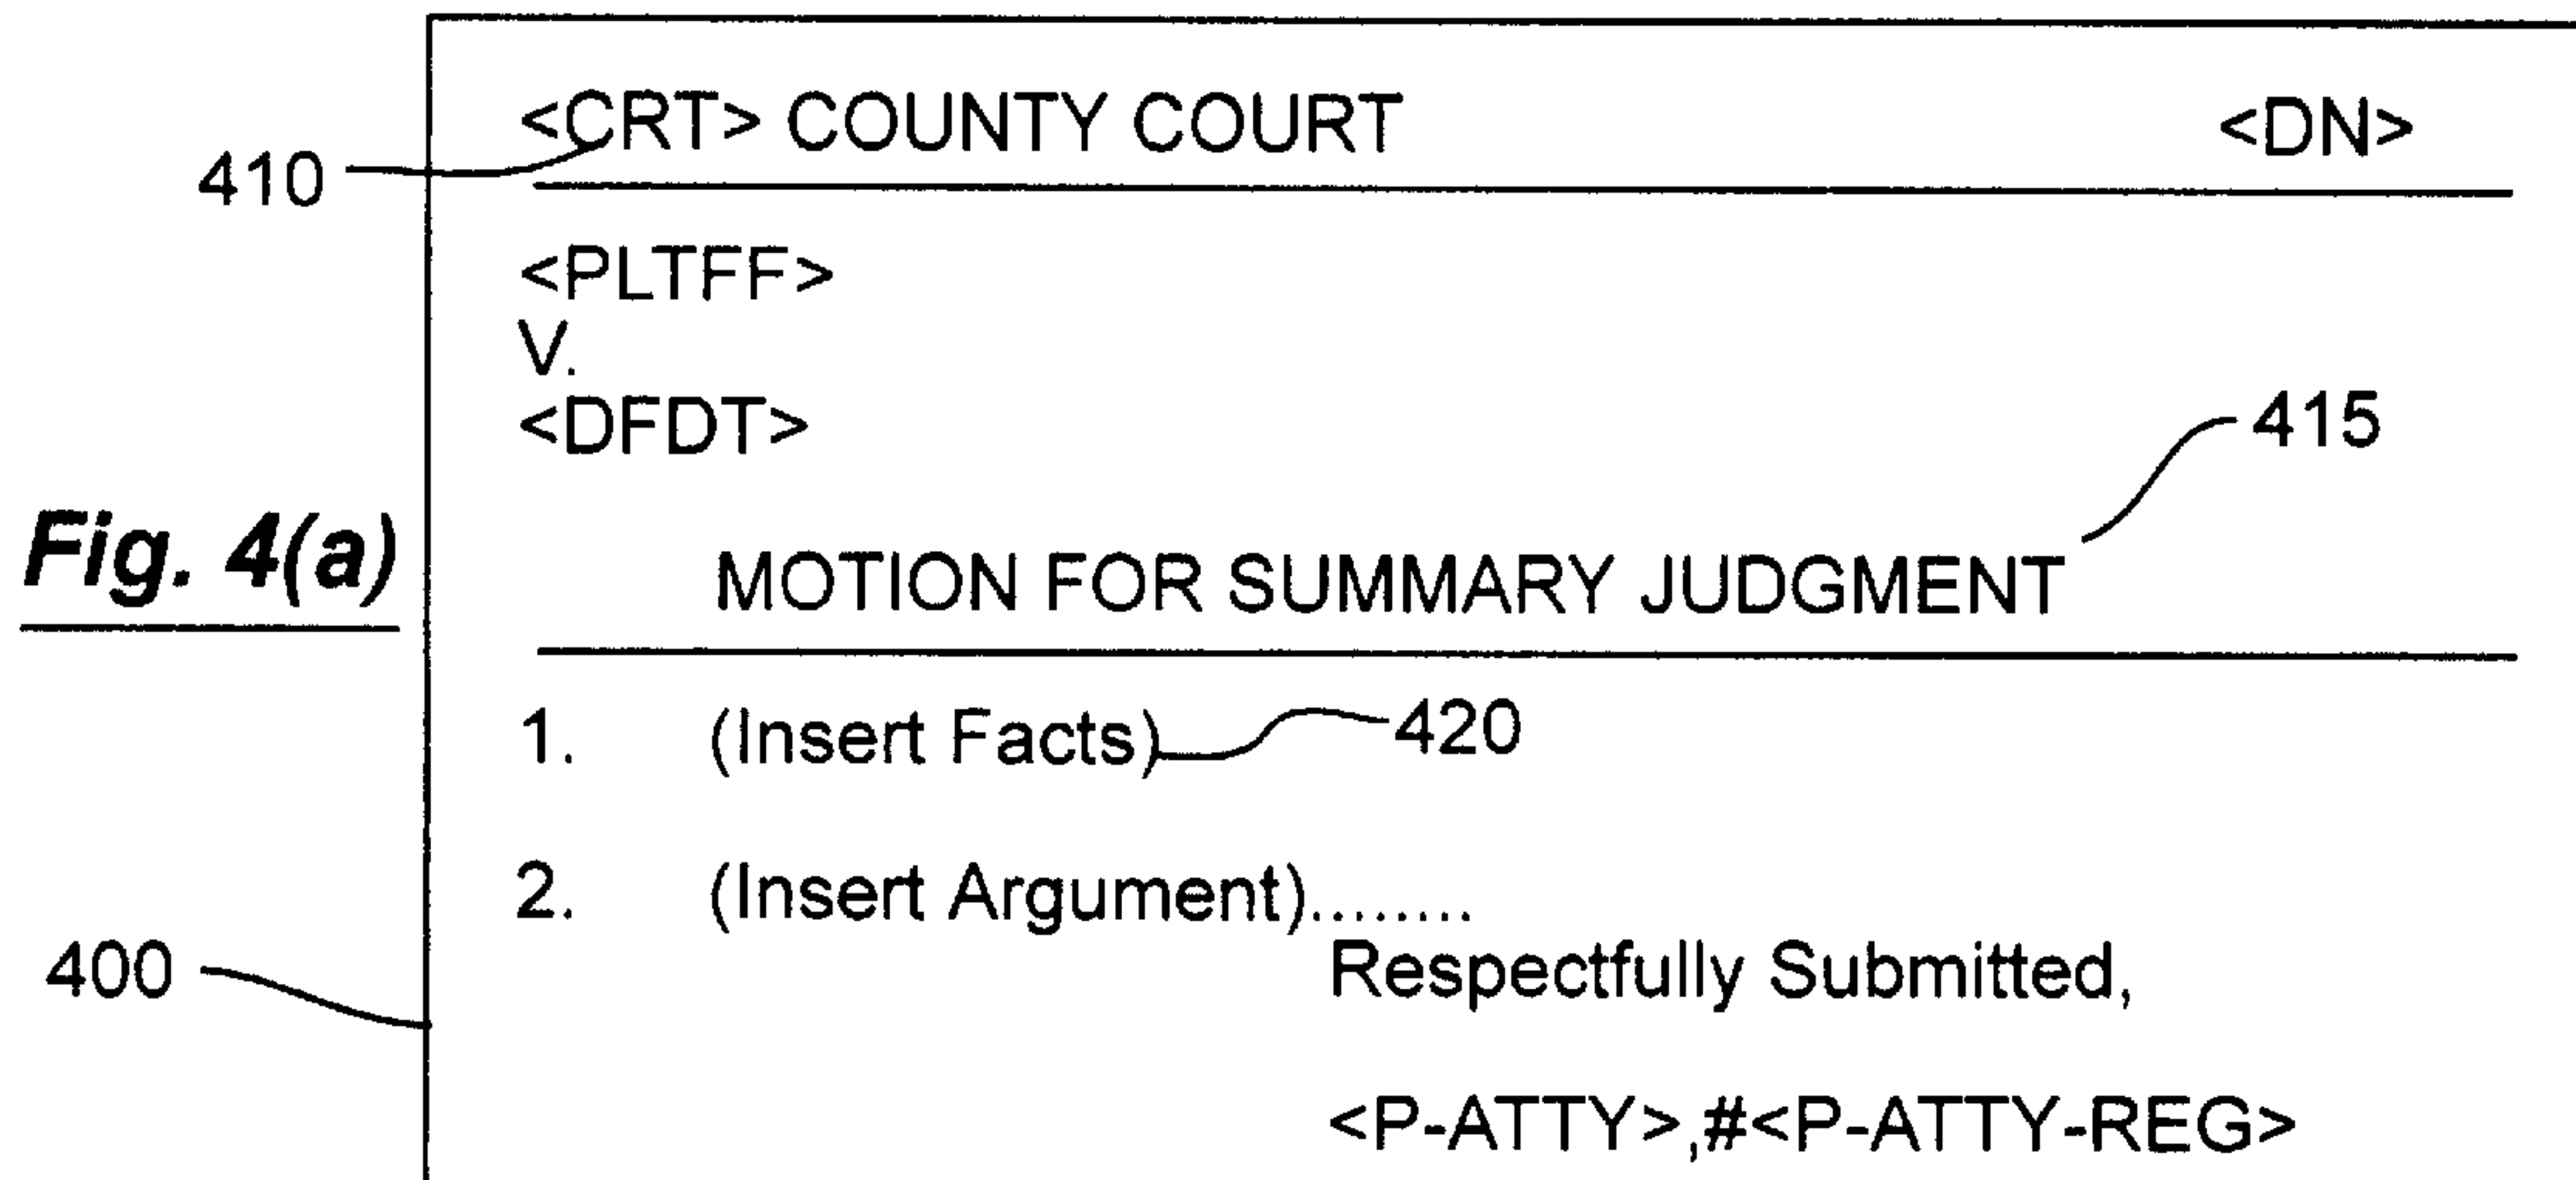 <CRT> COUNTY COURT <DN>
410
<PLTFF>
V.
<DFDT>
415
Fig. 4(a)
MOTION FOR SUMMARY JUDGMENT
1. (Insert Facts) 420
2. (Insert Argument)........
400
Respectfully Submitted,
<P-ATTY>,#<P-ATTY-REG>